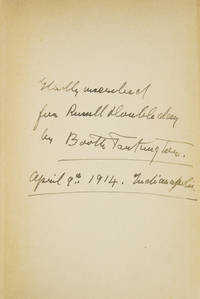 Gladly inscribed
for Russell Doubleday
by Booth Tarkington.
April 9th 1914. Indianapolis